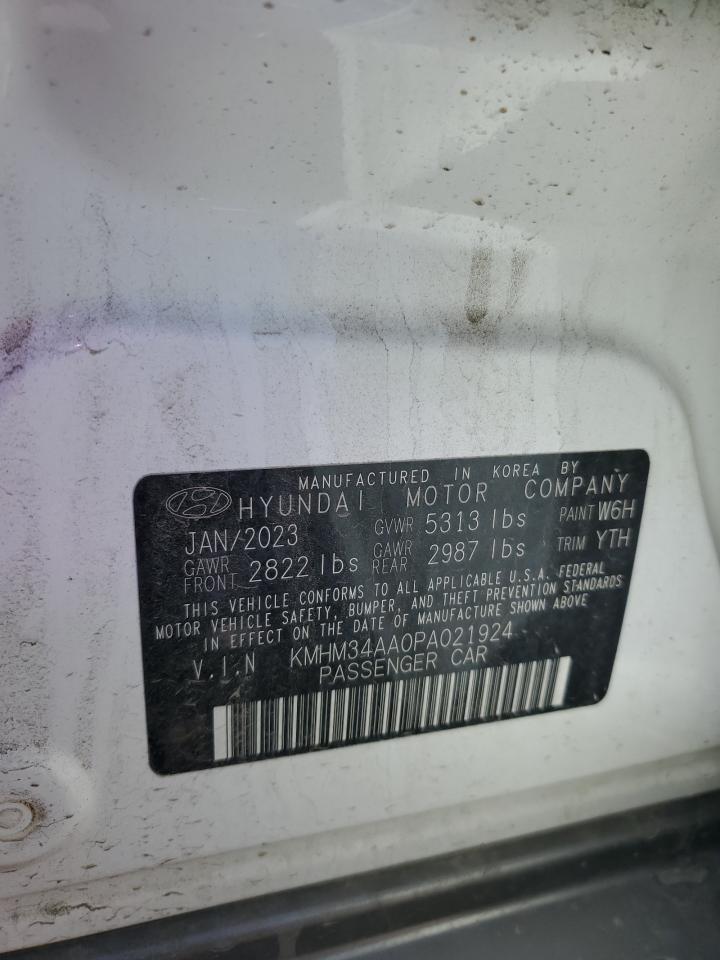 MANUFACTURED IN KOREA BY
HYUNDAI MOTOR COMPANY
JAN/2023 GVWR 5313 lbs PAINT W6H
GAWR FRONT 2822 lbs GAWR REAR 2987 lbs TRIM YTH
THIS VEHICLE CONFORMS TO ALL APPLICABLE U.S.A. FEDERAL
MOTOR VEHICLE SAFETY, BUMPER, AND THEFT PREVENTION STANDARDS
IN EFFECT ON THE DATE OF MANUFACTURE SHOWN ABOVE
V.I.N KMHM34AA0PA021924
PASSENGER CAR